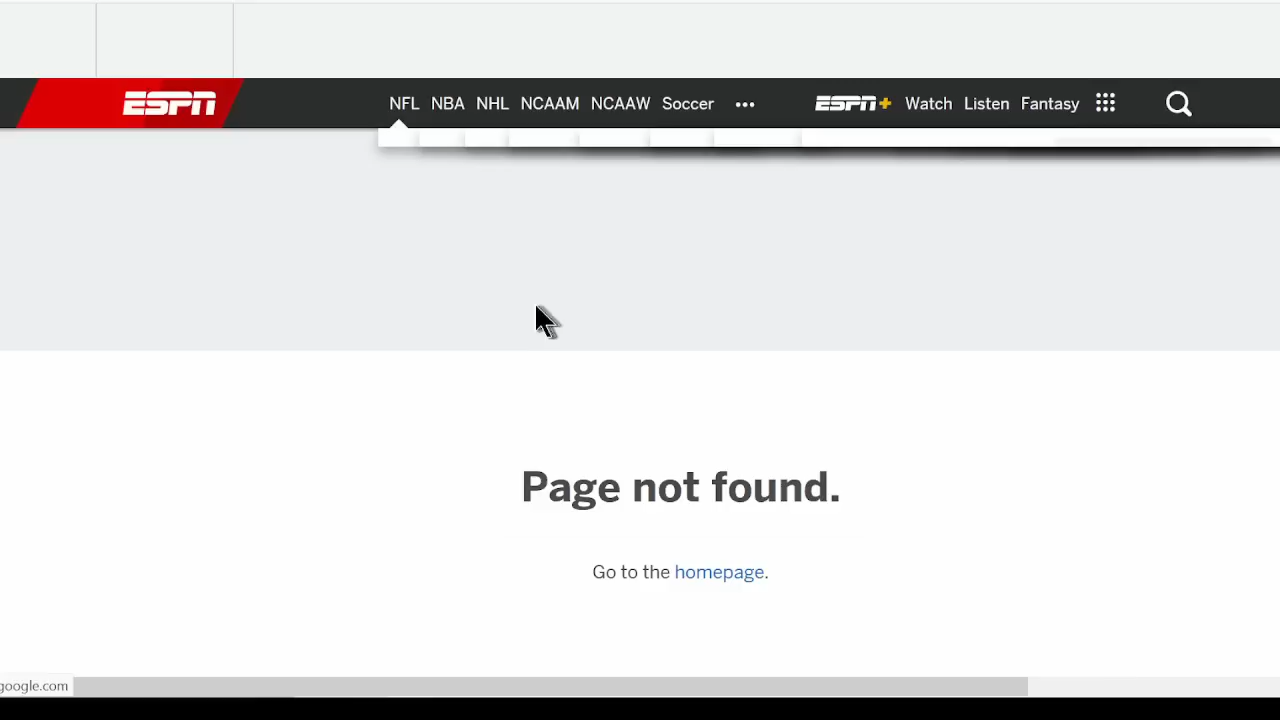 ESPN NFL NBA NHL NCAAM NCAAW Soccer ••• ESPN+ Watch Listen Fantasy
Page not found.
Go to the homepage.
google.com